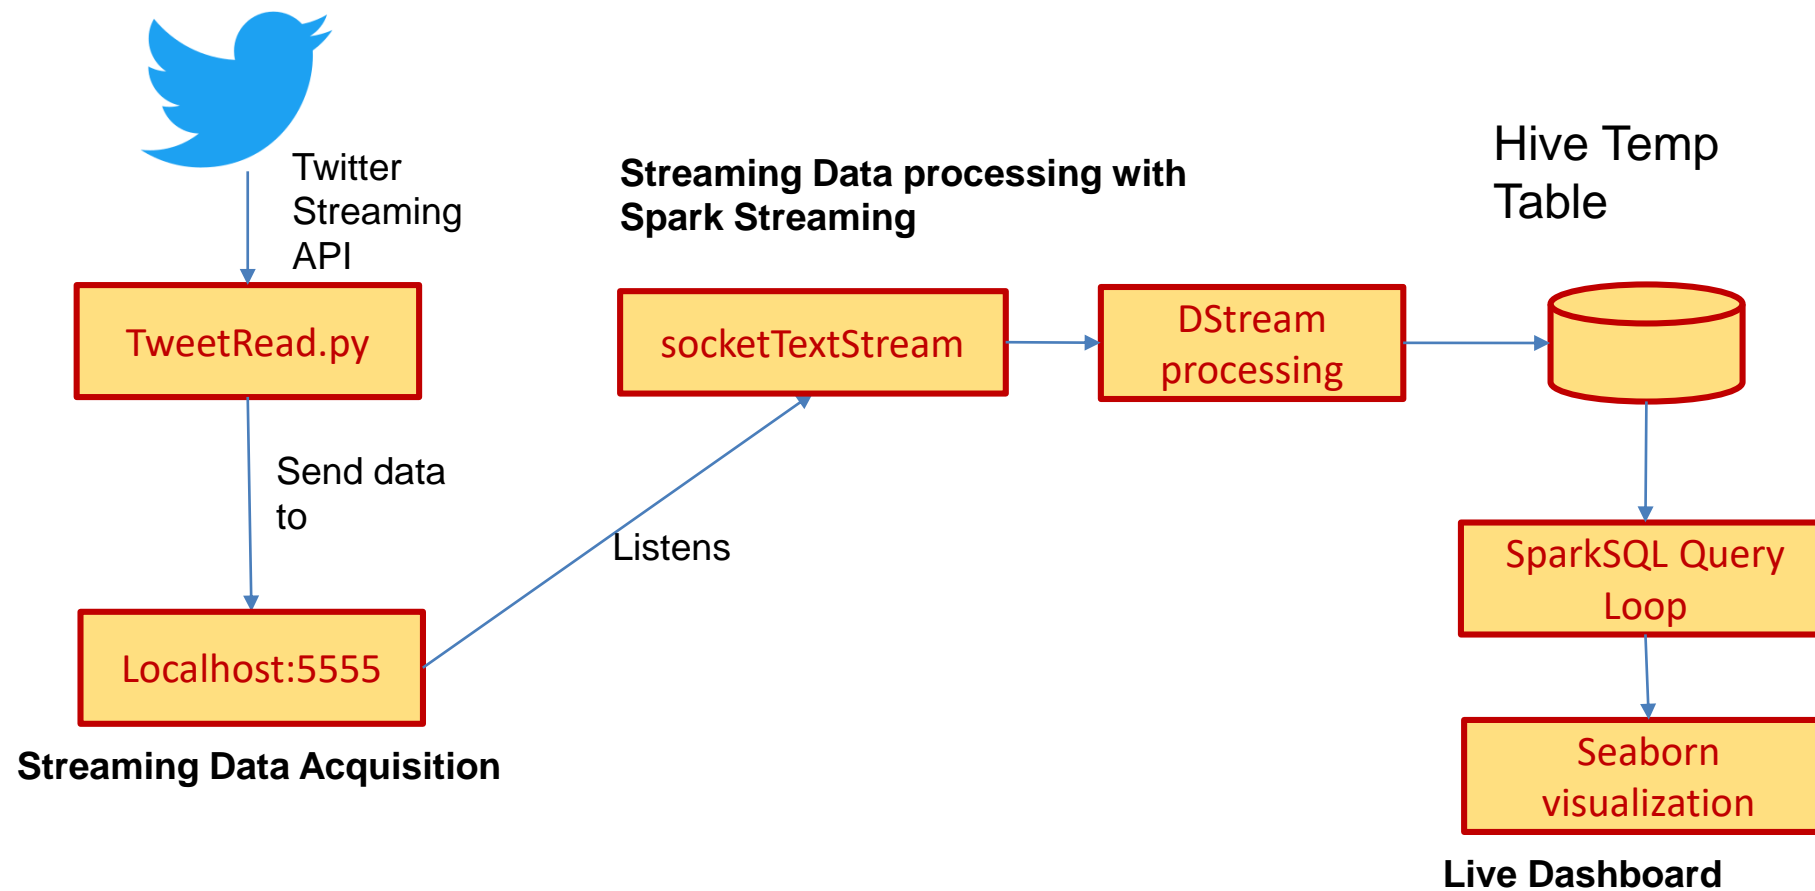 Twitter
Streaming
API
TweetRead.py
Send data
to
Localhost:5555
Streaming Data Acquisition
Listens
Streaming Data processing with
Spark Streaming
socketTextStream
DStream
processing
Hive Temp
Table
SparkSQL Query
Loop
Seaborn
visualization
Live Dashboard